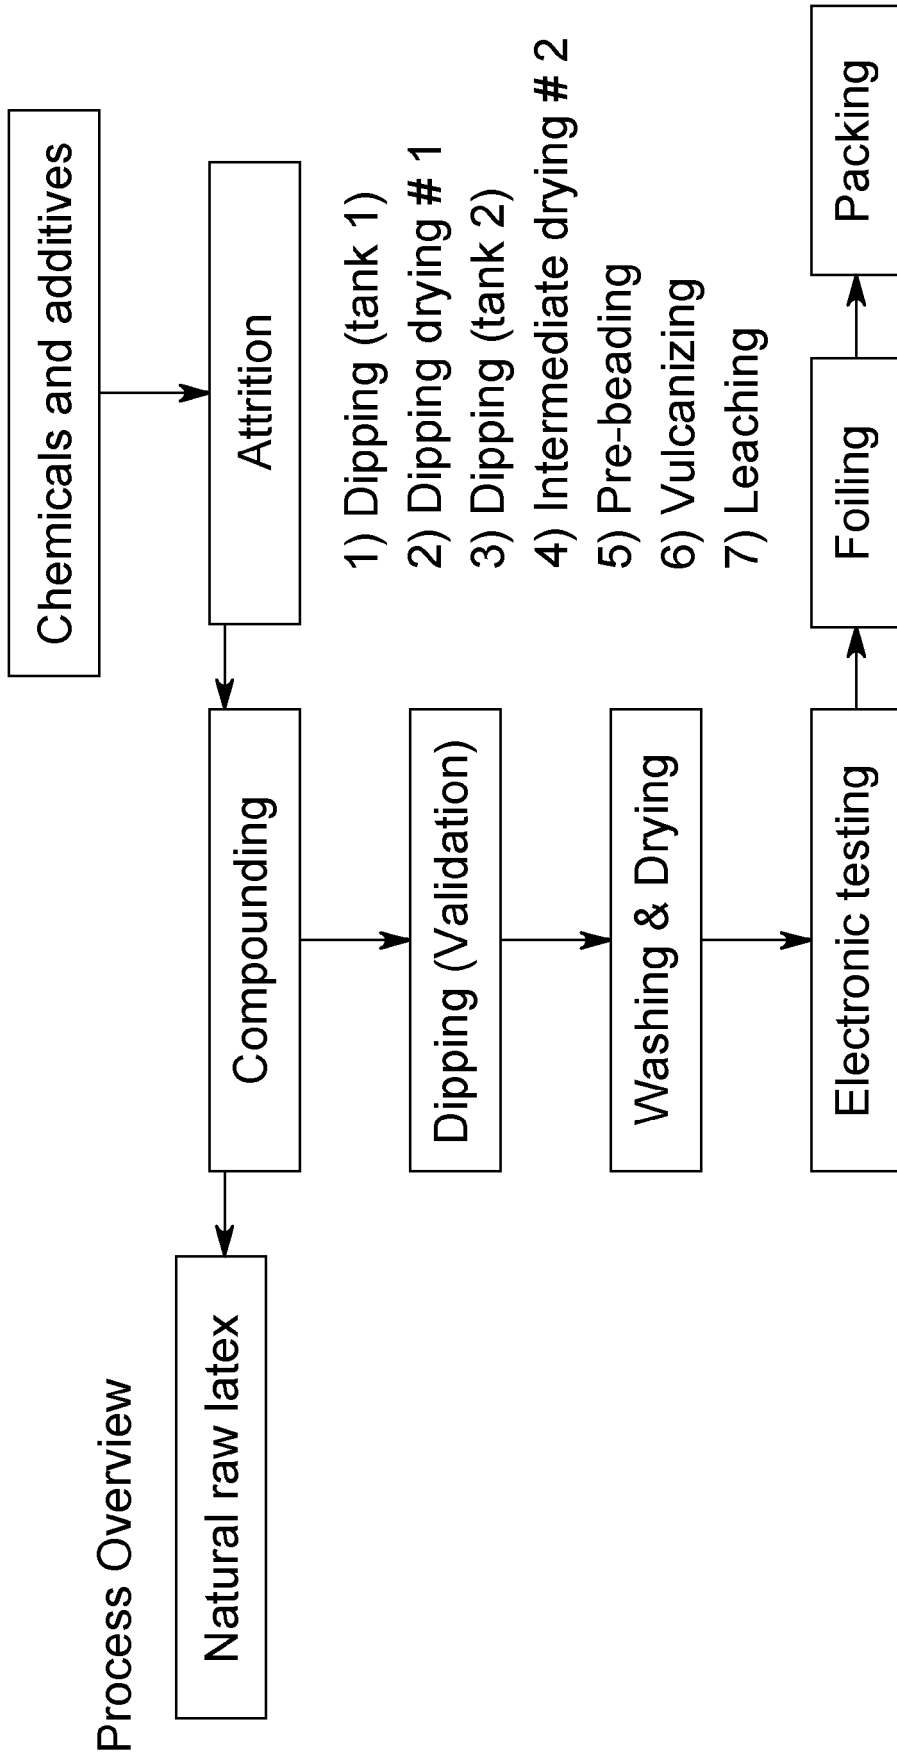 Process Overview
Chemicals and additives
Natural raw latex
Compounding
Attrition
Dipping (Validation)
1) Dipping (tank 1)
2) Dipping drying # 1
3) Dipping (tank 2)
4) Intermediate drying # 2
5) Pre-beading
6) Vulcanizing
7) Leaching
Washing & Drying
Electronic testing
Foiling
Packing